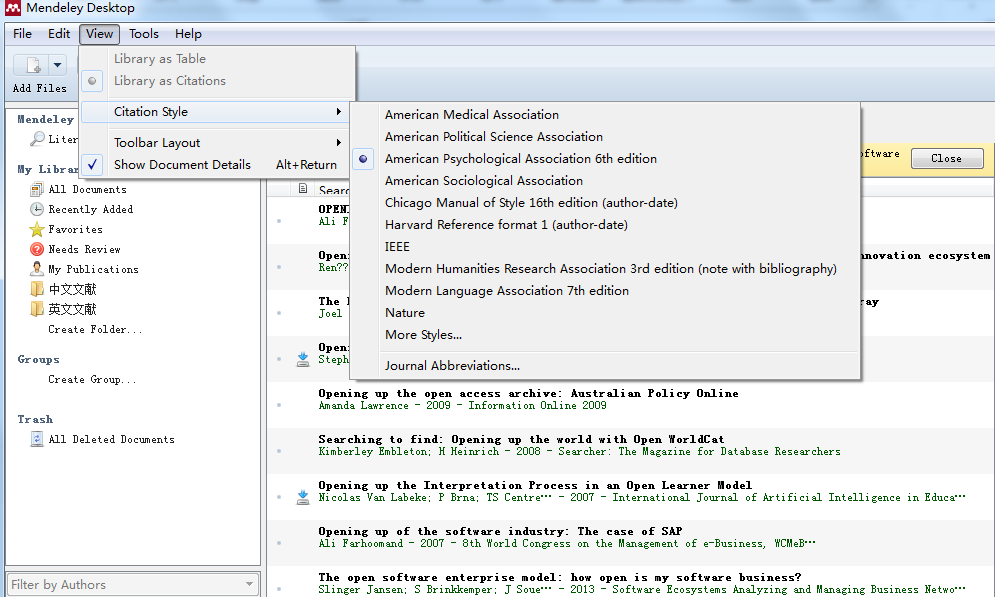 Mendeley Desktop
File Edit View Tools Help
Add Files
Library as Table
Library as Citations
Citation Style
Toolbar Layout
Show Document Details Alt+Return
American Medical Association
American Political Science Association
American Psychological Association 6th edition
American Sociological Association
Chicago Manual of Style 16th edition (author-date)
Harvard Reference format 1 (author-date)
IEEE
Modern Humanities Research Association 3rd edition (note with bibliography)
Modern Language Association 7th edition
Nature
More Styles...
Journal Abbreviations...
Close
Mendeley
Liter
My Librar
All Documents
Recently Added
Favorites
Needs Review
My Publications
中文文献
英文文献
Create Folder...
Groups
Create Group...
Trash
All Deleted Documents
Filter by Authors
Searc
OPEN
Ali F
Open
nnovation ecosystem
Ren??
The
Joel
Open
Steph
Opening up the open access archive: Australian Policy Online
Amanda Lawrence - 2009 - Information Online 2009
Searching to find: Opening up the world with Open WorldCat
Kimberley Embleton; H Heinrich - 2008 - Searcher: The Magazine for Database Researchers
Opening up the Interpretation Process in an Open Learner Model
Nicolas Van Labeke; P Brna; TS Centre… - 2007 - International Journal of Artificial Intelligence in Educa…
Opening up of the software industry: The case of SAP
Ali Farhoomand - 2007 - 8th World Congress on the Management of e-Business, WCMeB…
The open software enterprise model: how open is my software business?
Slinger Jansen; S Brinkkemper; J Soue… - 2013 - Software Ecosystems Analyzing and Managing Business Netwo…